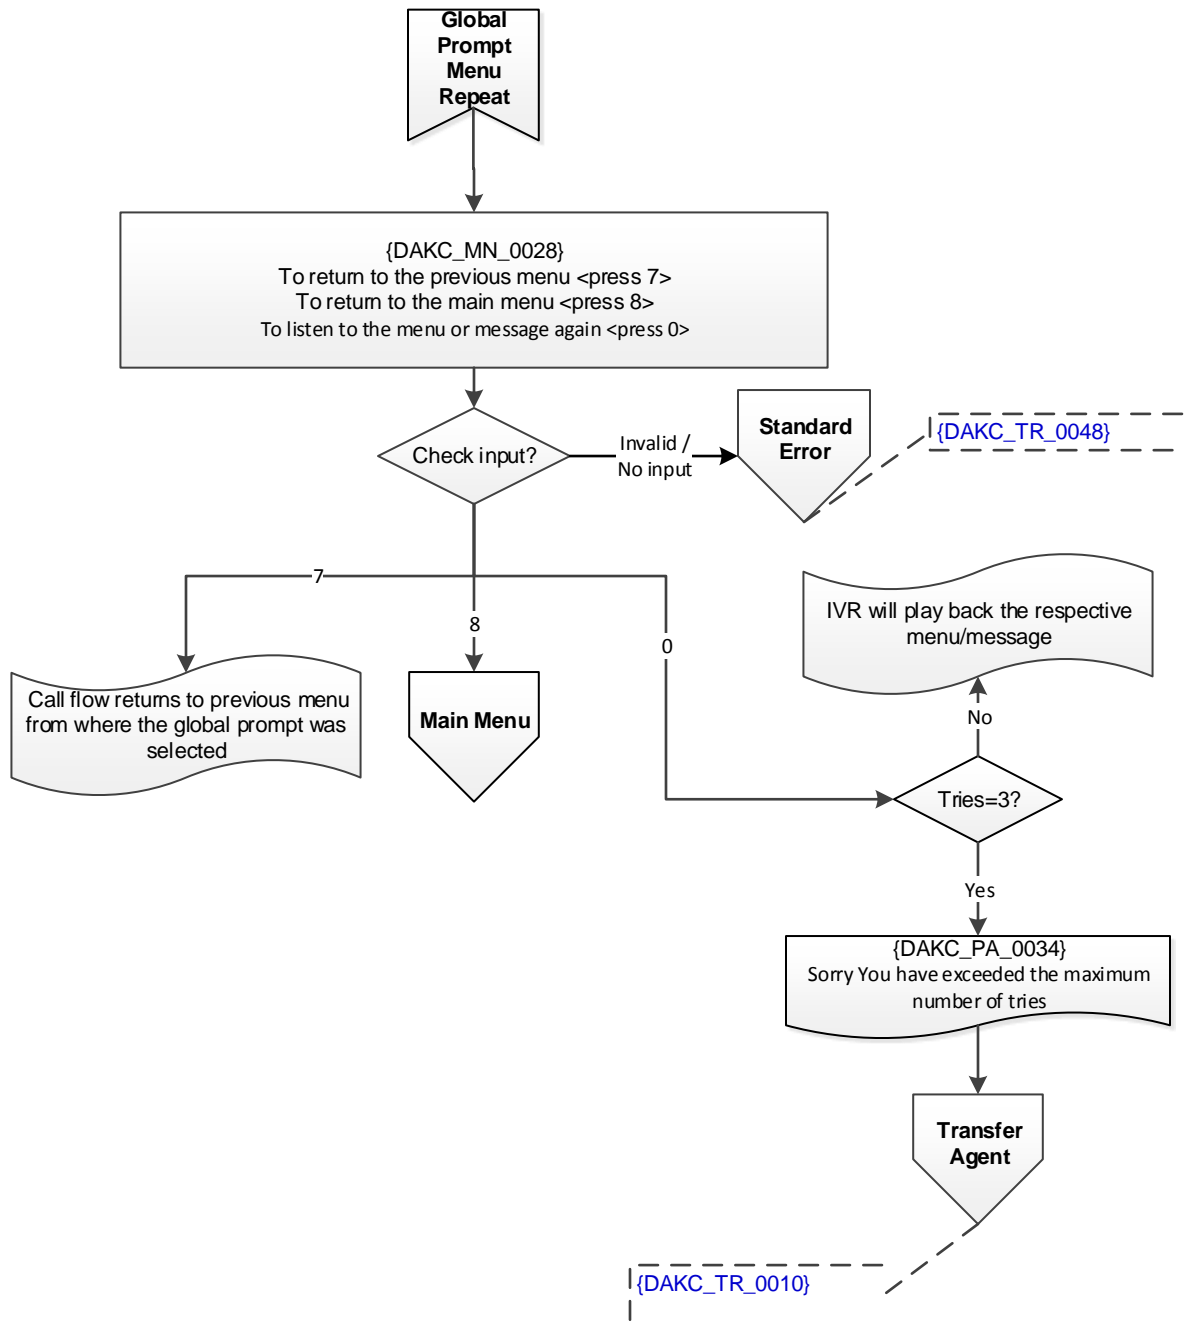 Global
Prompt
Menu
Repeat
{DAKC_MN_0028}
To return to the previous menu <press 7>
To return to the main menu <press 8>
To listen to the menu or message again <press 0>
Check input?
Invalid /
No input
Standard
Error
{DAKC_TR_0048}
7
8
0
IVR will play back the respective
menu/message
Call flow returns to previous menu
from where the global prompt was
selected
Main Menu
No
Tries=3?
Yes
{DAKC_PA_0034}
Sorry You have exceeded the maximum
number of tries
Transfer
Agent
{DAKC_TR_0010}